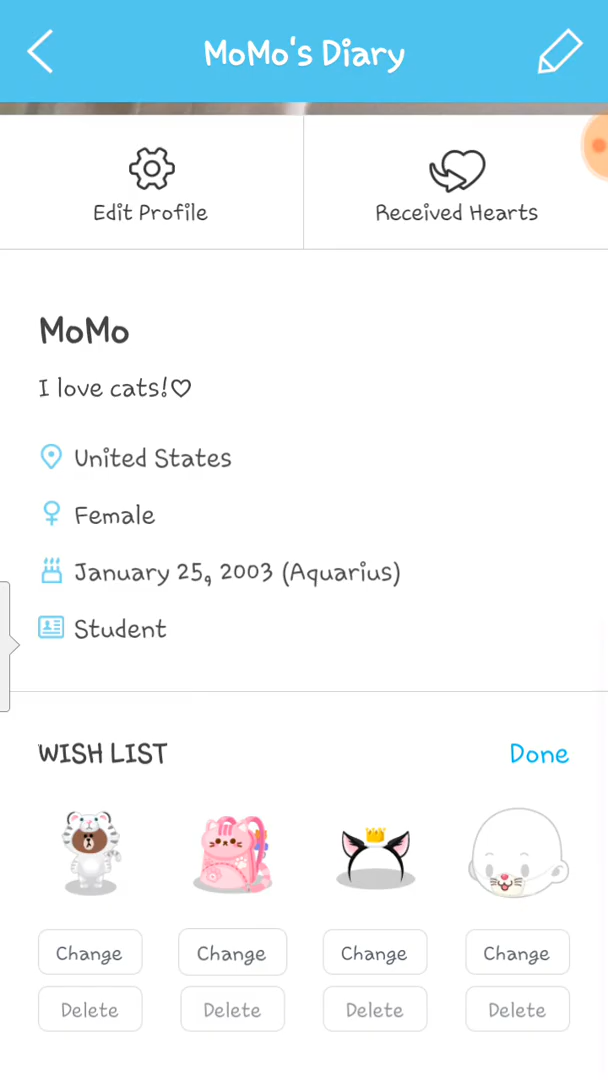 MoMo's Diary
Edit Profile
Received Hearts
MoMo
I love cats!♡
United States
Female
January 25, 2003 (Aquarius)
Student
WISH LIST
Done
Change
Change
Change
Change
Delete
Delete
Delete
Delete